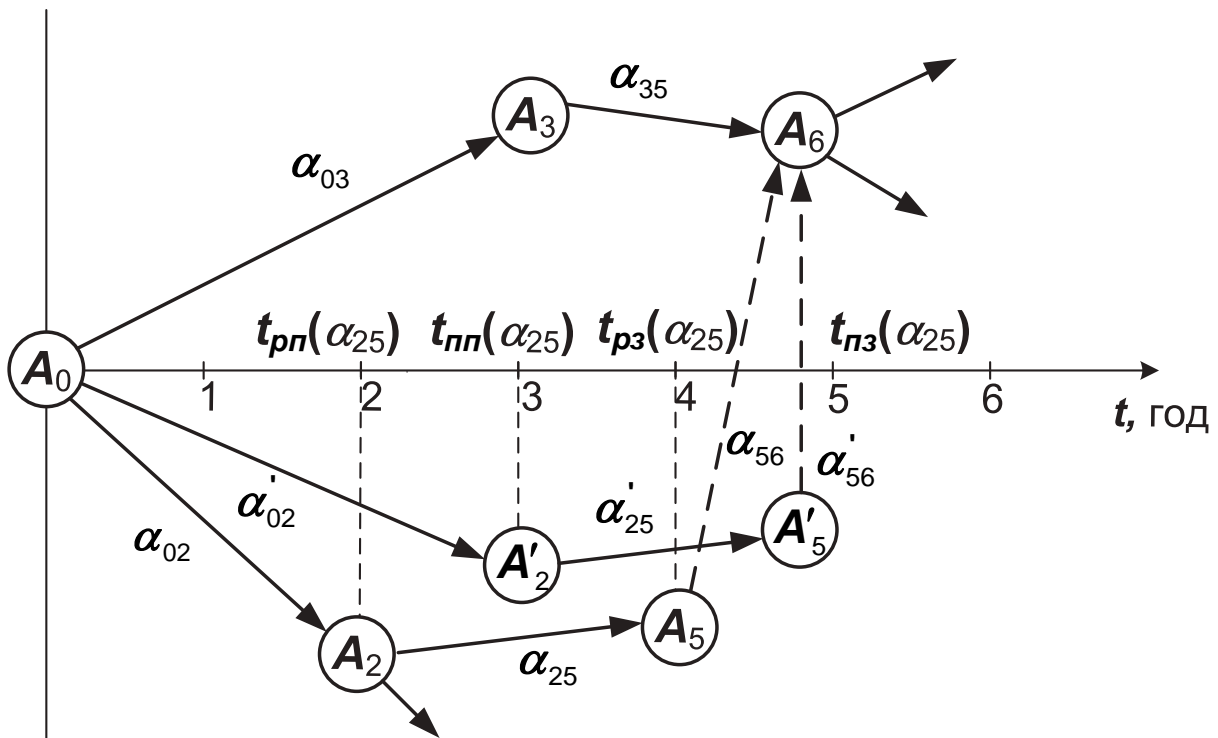 α35
A3
A6
α03
tрп(α25) tпп(α25) tрз(α25) tпз(α25)
A0
1 2 3 4 5 6
t, год
α56 α'56
α'02 α'25
α02
A'2 A'5
A2 A5
α25